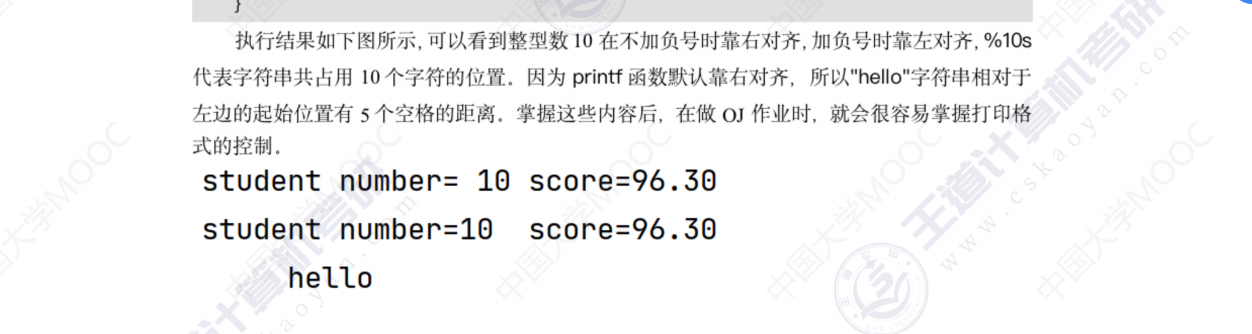 }
执行结果如下图所示,可以看到整型数 10 在不加负号时靠右对齐,加负号时靠左对齐,%10s
代表字符串共占用 10 个字符的位置。因为 printf 函数默认靠右对齐，所以"hello"字符串相对于
左边的起始位置有 5 个空格的距离。掌握这些内容后，在做 OJ 作业时，就会很容易掌握打印格
式的控制。
student number= 10 score=96.30
student number=10  score=96.30
     hello
中国大学MOOC
王道计算机考研
www.cskaoyan.com